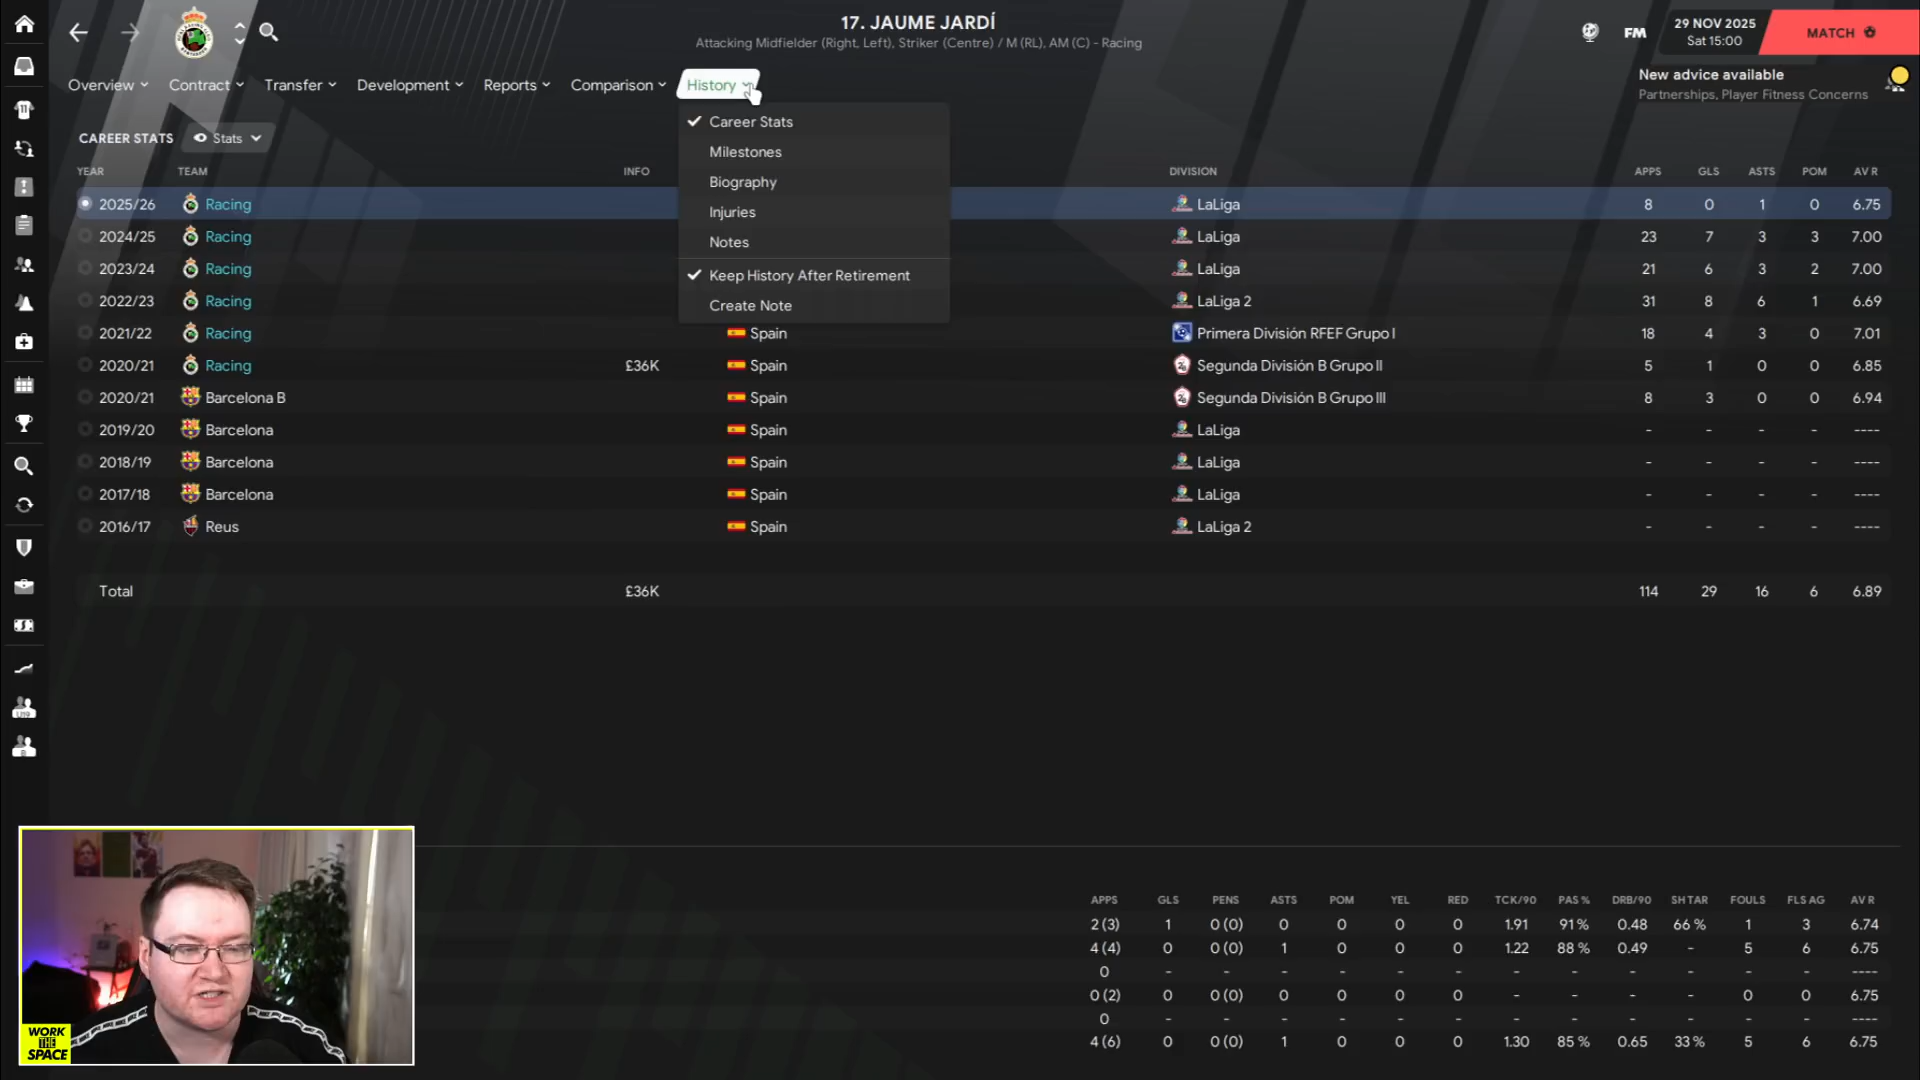 17. JAUME JARDÍ
Attacking Midfielder (Right, Left), Striker (Centre) / M (RL), AM (C) - Racing
FM
29 NOV 2025
Sat 15:00
MATCH
New advice available
Partnerships, Player Fitness Concerns
Overview Contract Transfer Development Reports Comparison History
Career Stats
Milestones
Biography
Injuries
Notes
Keep History After Retirement
Create Note
CAREER STATS Stats
YEAR TEAM INFO DIVISION APPS GLS ASTS POM AV R
2025/26 Racing LaLiga 8 0 1 0 6.75
2024/25 Racing LaLiga 23 7 3 3 7.00
2023/24 Racing LaLiga 21 6 3 2 7.00
2022/23 Racing LaLiga 2 31 8 6 1 6.69
2021/22 Racing Spain Primera División RFEF Grupo I 18 4 3 0 7.01
2020/21 Racing £36K Spain Segunda División B Grupo II 5 1 0 0 6.85
2020/21 Barcelona B Spain Segunda División B Grupo III 8 3 0 0 6.94
2019/20 Barcelona Spain LaLiga - - - - ----
2018/19 Barcelona Spain LaLiga - - - - ----
2017/18 Barcelona Spain LaLiga - - - - ----
2016/17 Reus Spain LaLiga 2 - - - - ----
Total £36K 114 29 16 6 6.89
APPS GLS PENS ASTS POM YEL RED TCK/90 PAS % DRB/90 SH TAR FOULS FLS AG AV R
2 (3) 1 0 (0) 0 0 0 0 1.91 91 % 0.48 66 % 1 3 6.74
4 (4) 0 0 (0) 1 0 0 0 1.22 88 % 0.49 - 5 6 6.75
0 - - - - - - - - - - - - ----
0 (2) 0 0 (0) 0 0 0 0 - - - - 0 0 6.75
0 - - - - - - - - - - - - ----
4 (6) 0 0 (0) 1 0 0 0 1.30 85 % 0.65 33 % 5 6 6.75
WORK
THE
SPACE